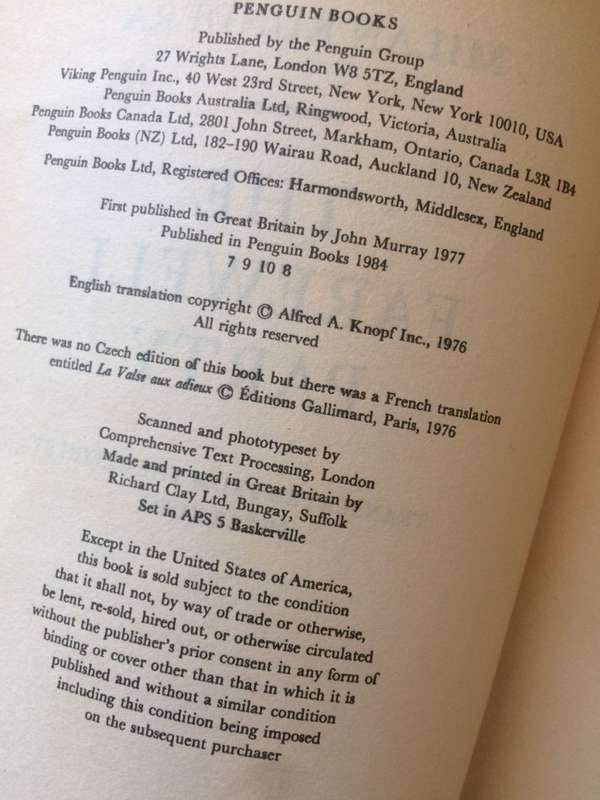 PENGUIN BOOKS
Published by the Penguin Group
27 Wrights Lane, London W8 5TZ, England
Viking Penguin Inc., 40 West 23rd Street, New York, New York 10010, USA
Penguin Books Australia Ltd, Ringwood, Victoria, Australia
Penguin Books Canada Ltd, 2801 John Street, Markham, Ontario, Canada L3R 1B4
Penguin Books (NZ) Ltd, 182–190 Wairau Road, Auckland 10, New Zealand
Penguin Books Ltd, Registered Offices: Harmondsworth, Middlesex, England
First published in Great Britain by John Murray 1977
Published in Penguin Books 1984
7 9 10 8
English translation copyright © Alfred A. Knopf Inc., 1976
All rights reserved
There was no Czech edition of this book but there was a French translation
entitled La Valse aux adieux © Éditions Gallimard, Paris, 1976
Scanned and phototypeset by
Comprehensive Text Processing, London
Made and printed in Great Britain by
Richard Clay Ltd, Bungay, Suffolk
Set in APS 5 Baskerville
Except in the United States of America,
this book is sold subject to the condition
that it shall not, by way of trade or otherwise,
be lent, re-sold, hired out, or otherwise circulated
without the publisher's prior consent in any form of
binding or cover other than that in which it is
published and without a similar condition
including this condition being imposed
on the subsequent purchaser